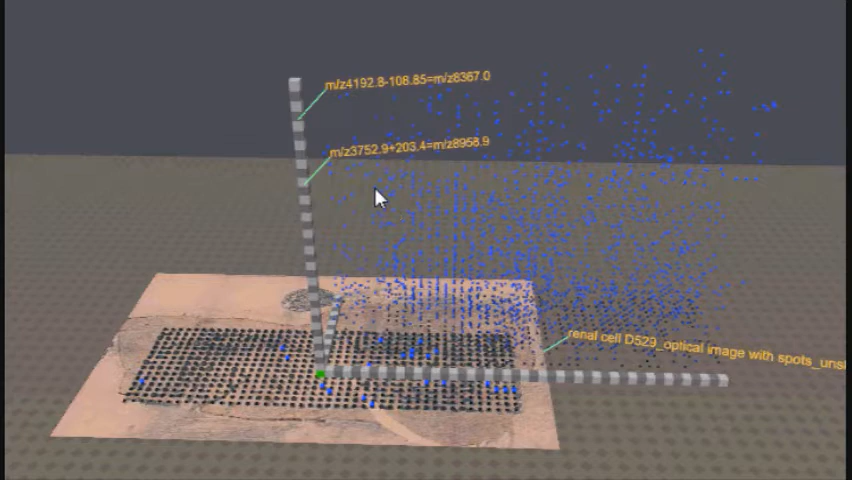 m/z4192.8-108.85=m/z8367.0
m/z3752.9+203.4=m/z8958.9
renal cell D529_optical image with spots_uns